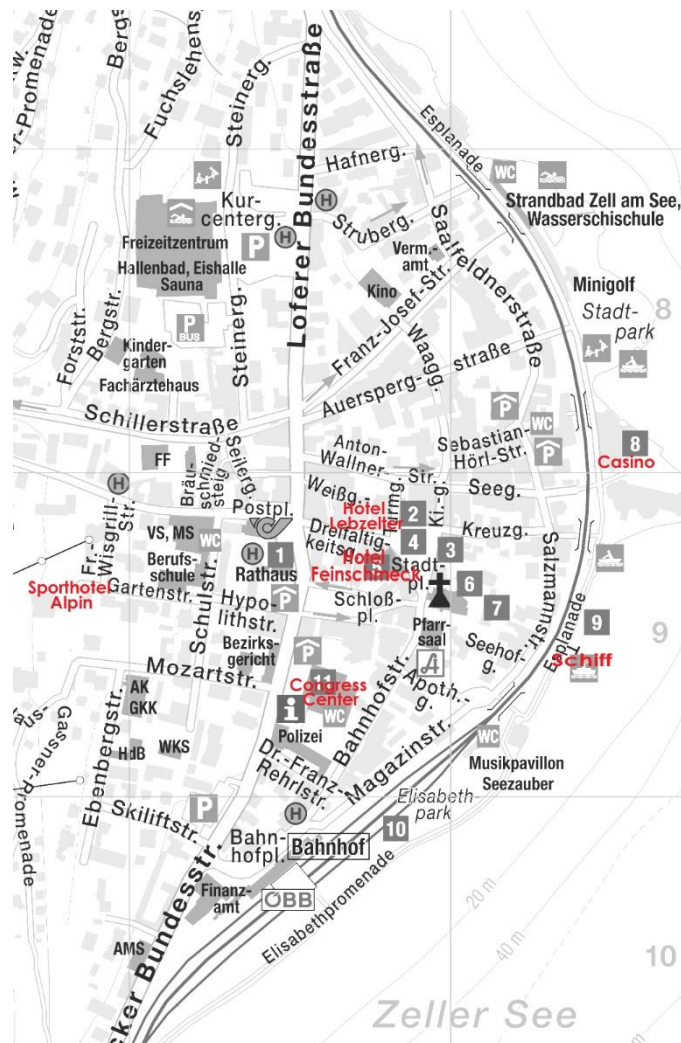 er-Promenade
Bergs
Fuchslehens
Steinerg.
Loferer Bundesstraße
Esplanade
Hafnerg.
WC
Strandbad Zell am See,
Wasserschischule
Kur-
centerg.
H
H
Struberg.
Saalfeldnerstraße
Freizeitzentrum
Hallenbad, Eishalle
Sauna
P
Verm.-
amt
Kino
Minigolf
Stadt-
park
8
Franz-Josef-Str.
Waagg.
P
BUS
Forststr.
Bergstr.
Kinder-
garten
Fachärztehaus
Steinerg.
Auersperg-
straße
Schillerstraße
P
WC
Sebastian-
Hörl-Str.
P
8
Casino
FF
Bräu-
schmied-
steig
Seilerg.
Anton-
Wallner-
Str.
H
Weißg.
Seeg.
Postpl.
Hotel
Lebzelter
2
Ki.-g.
Kreuzg.
Fr.-
Wisgrill-
Str.
VS, MS
WC
Dreifaltig-
keitsg.
4
3
Berufs-
schule
H
1
Rathaus
Hotel
Feinschmeck
Stadt-
pl.
Salzmannstr.
Sporthotel
Alpin
Gartenstr.
Schulstr.
Hypo-
lithstr.
P
Schloß-
pl.
6
7
9
Esplanade
9
Pfarr-
saal
Seehof-
g.
Bezirks-
gericht
P
A
Schiff
Mozartstr.
11
Congress
Center
WC
Apoth.-
g.
AK
GKK
i
Polizei
Bahnhofstr.
Magazinstr.
WC
Musikpavillon
Seezauber
Gassner-Promenade
Ebenbergstr.
HdB
WKS
Dr.-Franz-
Rehrlstr.
Skiliftstr.
P
H
Elisabeth-
park
10
Bahn-
hofpl.
Bahnhof
Finanz-
amt
ÖBB
Elisabethpromenade
20 m
40 m
AMS
cker Bundesstr.
10
Zeller See